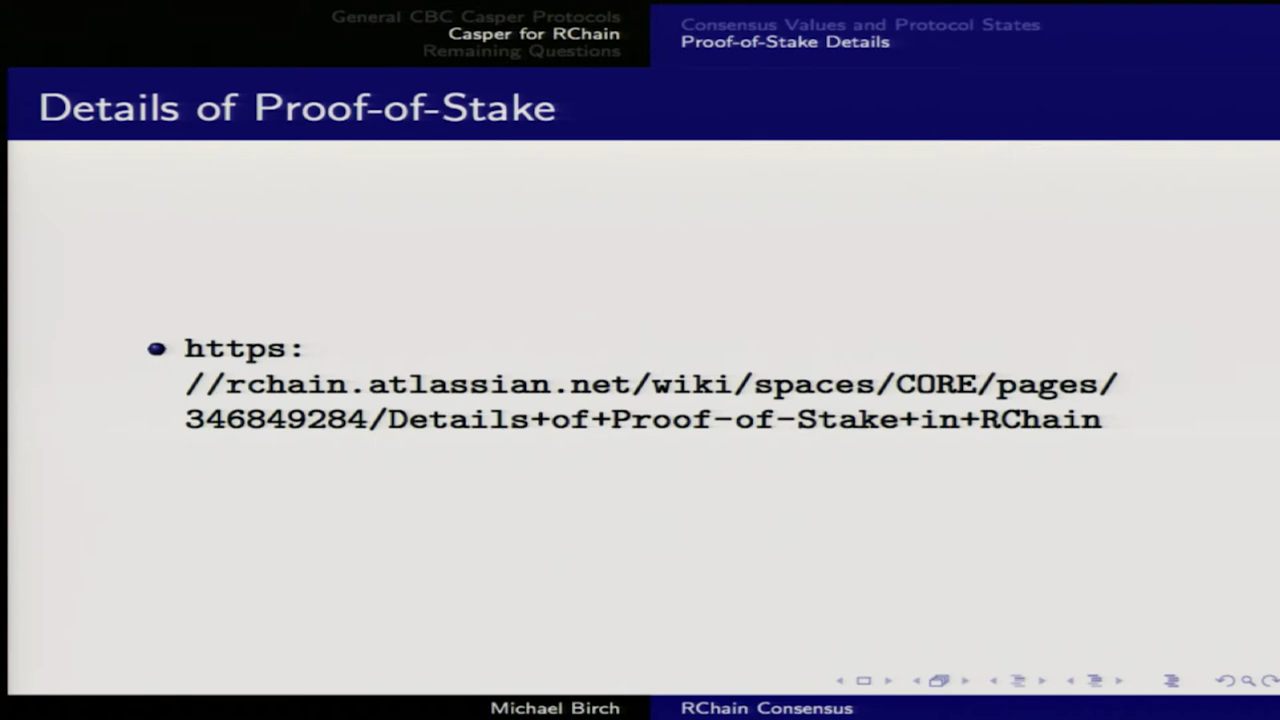 General CBC Casper Protocols
Casper for RChain
Remaining Questions
Consensus Values and Protocol States
Proof-of-Stake Details
Details of Proof-of-Stake
https:
//rchain.atlassian.net/wiki/spaces/CORE/pages/
346849284/Details+of+Proof-of-Stake+in+RChain
Michael Birch
RChain Consensus